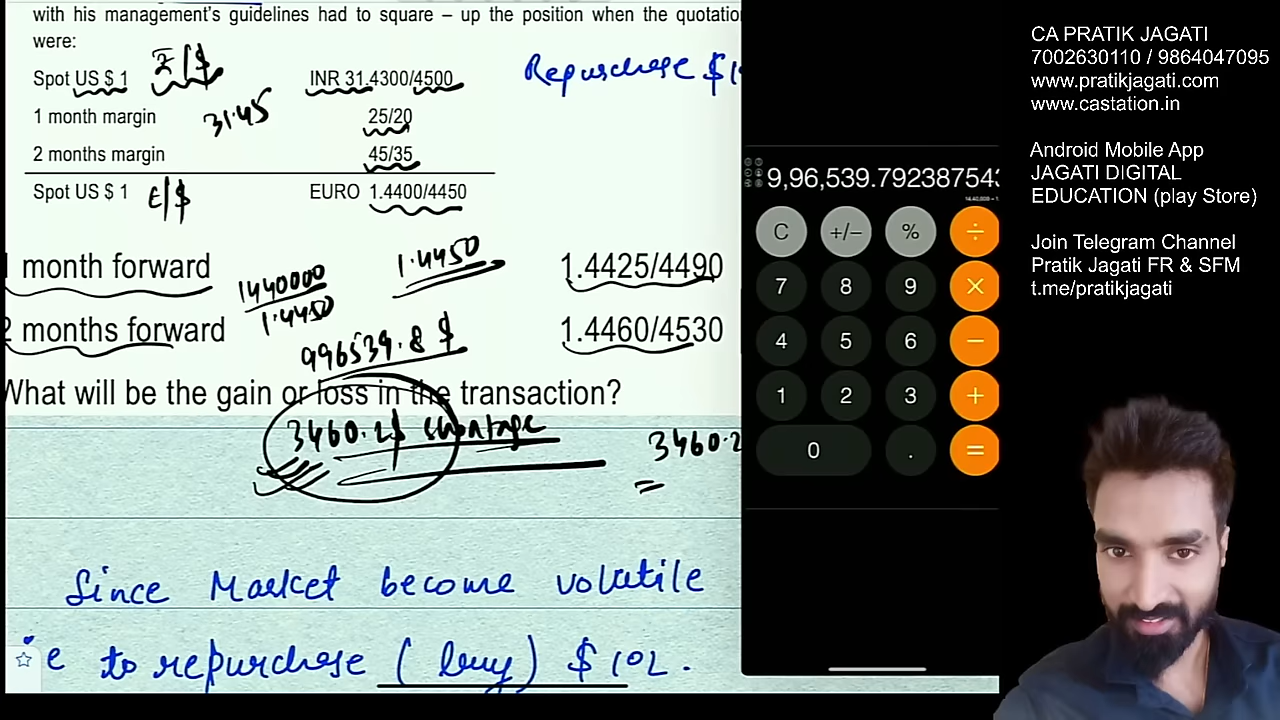 with his management's guidelines had to square – up the position when the quotation
were:
Spot US $ 1 ₹/$ INR 31.4300/4500 Repurchase $10
1 month margin 31.45 25/20
2 months margin 45/35
Spot US $ 1 €/$ EURO 1.4400/4450
month forward 1.4450 1.4425/4490
1440000
1.4450
2 months forward 1.4460/4530
996539.8 $
What will be the gain or loss in the transaction?
3460.2$ shortage 3460.2
Since Market become volatile
e to repurchase (buy) $ 10L.
9,96,539.792387543
C +/− % ÷
7 8 9 ×
4 5 6 −
1 2 3 +
0 . =
CA PRATIK JAGATI
7002630110 / 9864047095
www.pratikjagati.com
www.castation.in
Android Mobile App
JAGATI DIGITAL
EDUCATION (play Store)
Join Telegram Channel
Pratik Jagati FR & SFM
t.me/pratikjagati